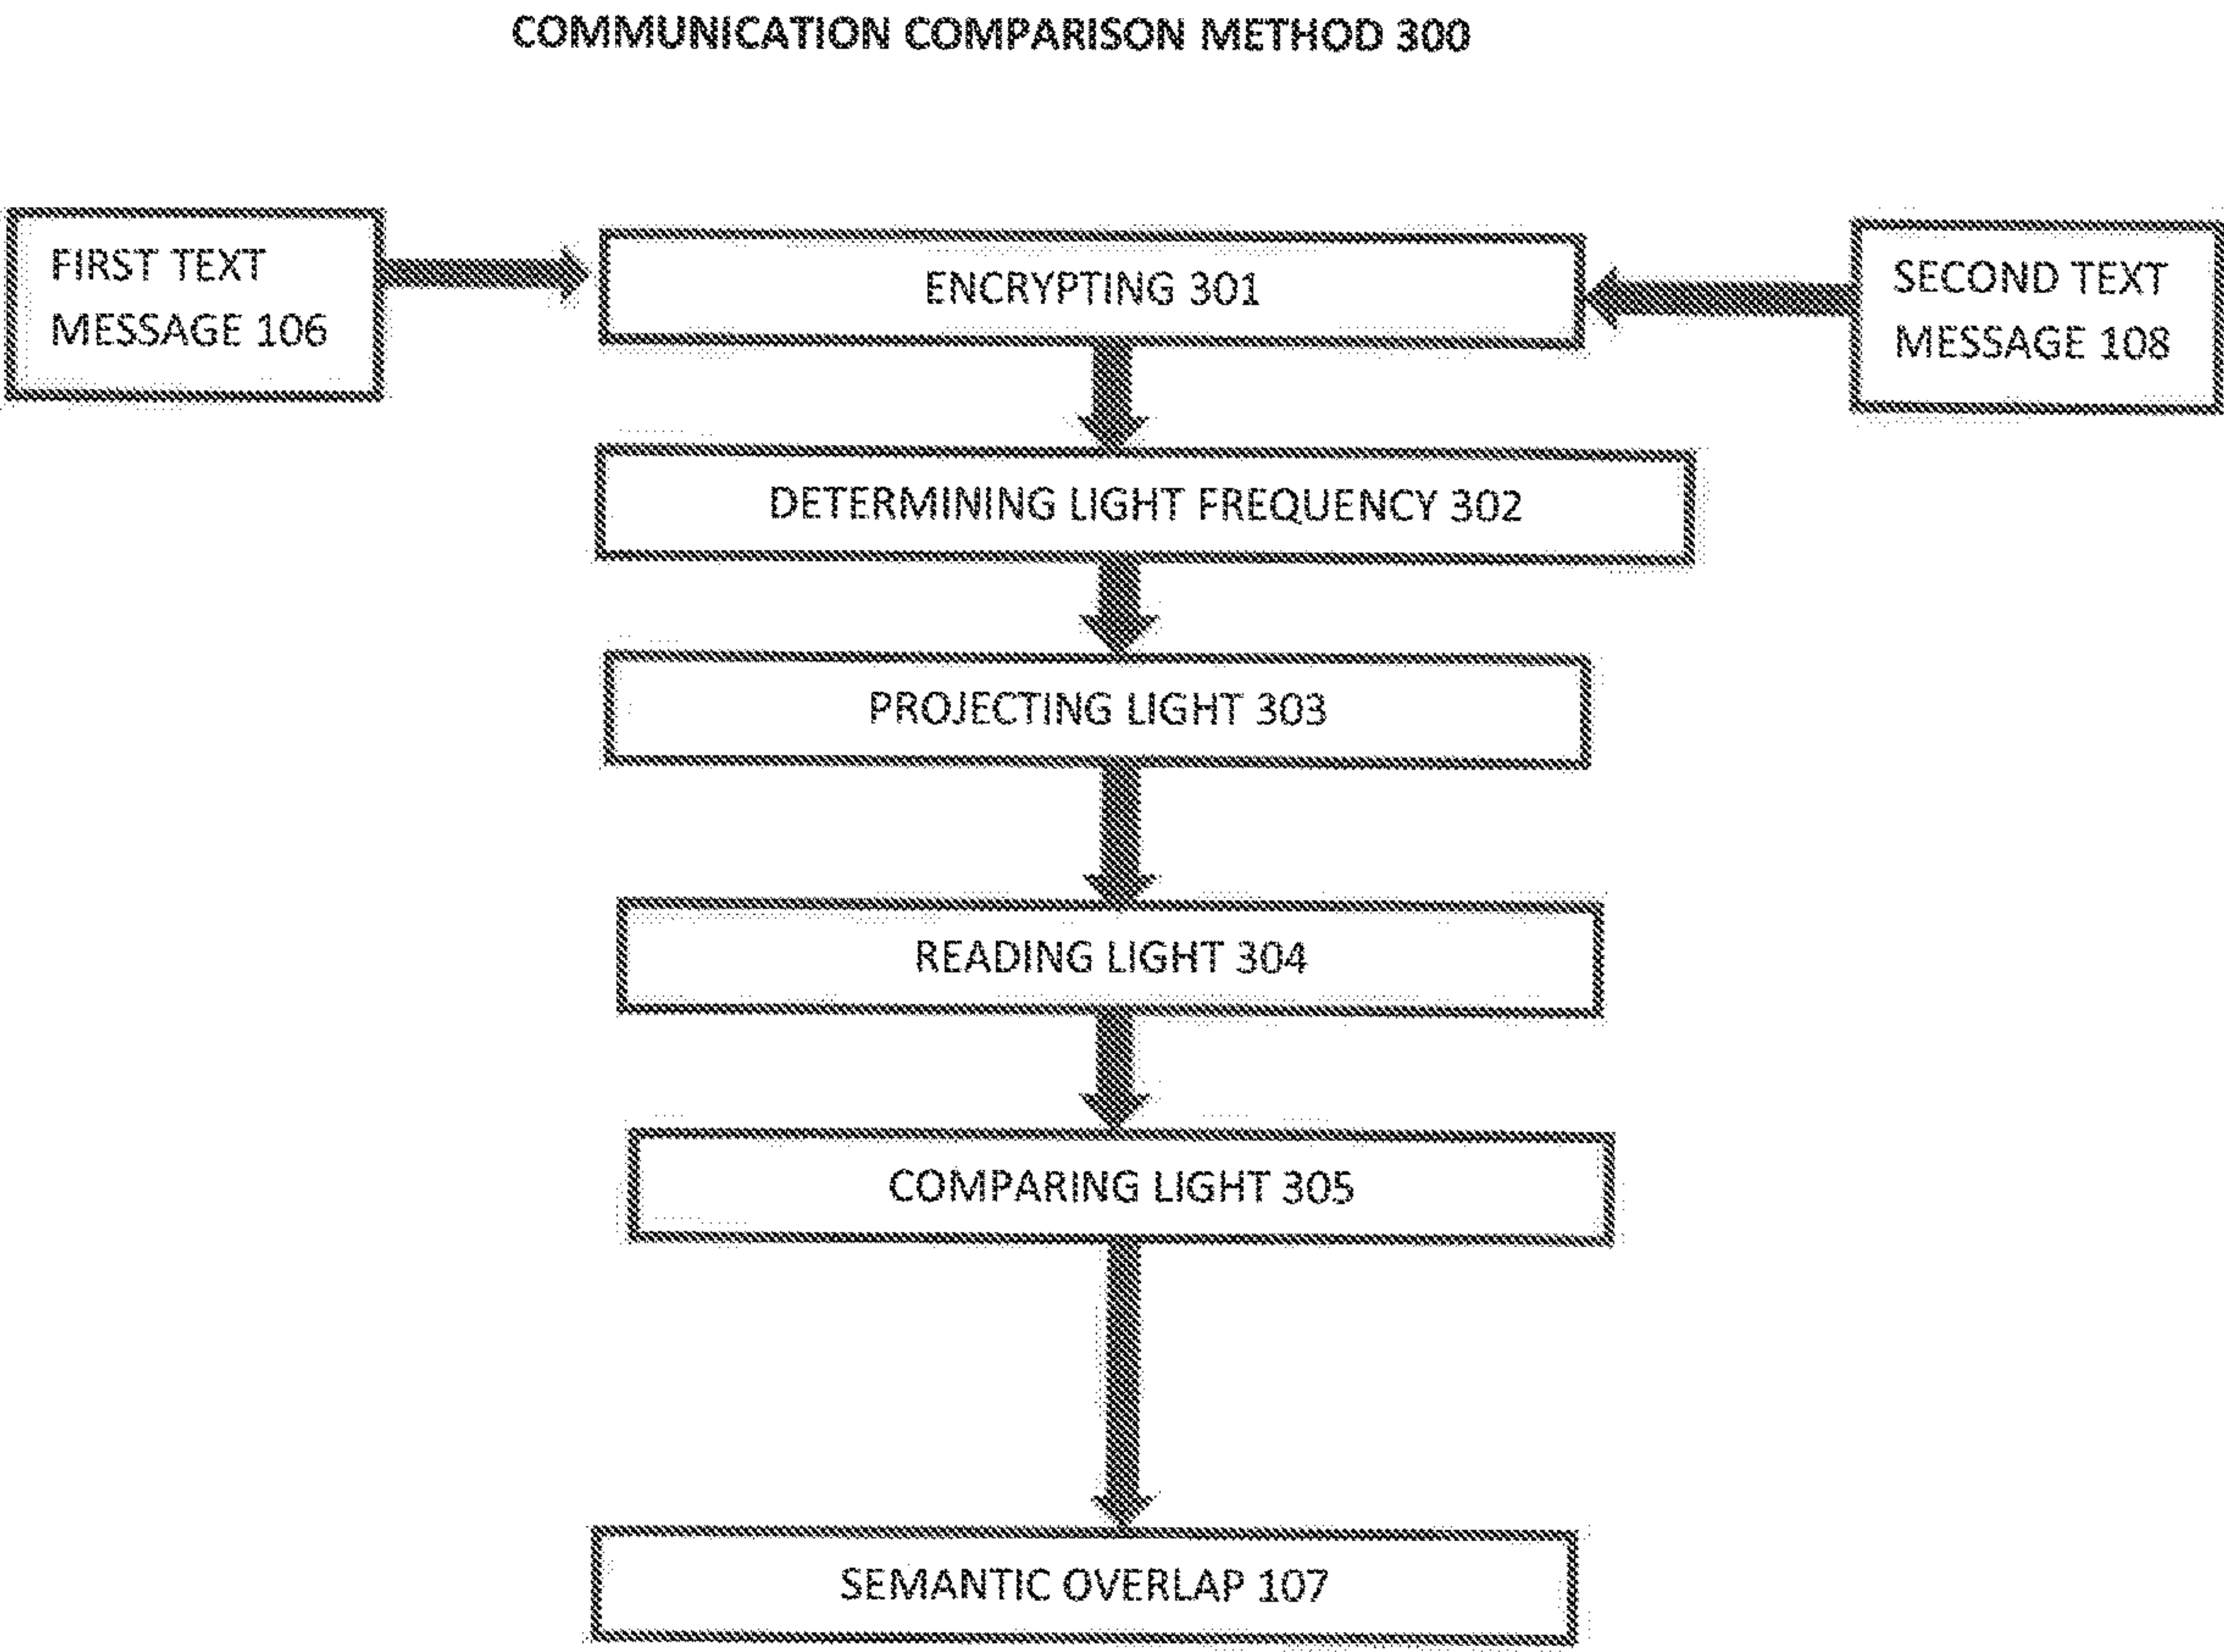 COMMUNICATION COMPARISON METHOD 300
FIRST TEXT
MESSAGE 106
ENCRYPTING 301
SECOND TEXT
MESSAGE 108
DETERMINING LIGHT FREQUENCY 302
PROJECTING LIGHT 303
READING LIGHT 304
COMPARING LIGHT 305
SEMANTIC OVERLAP 107